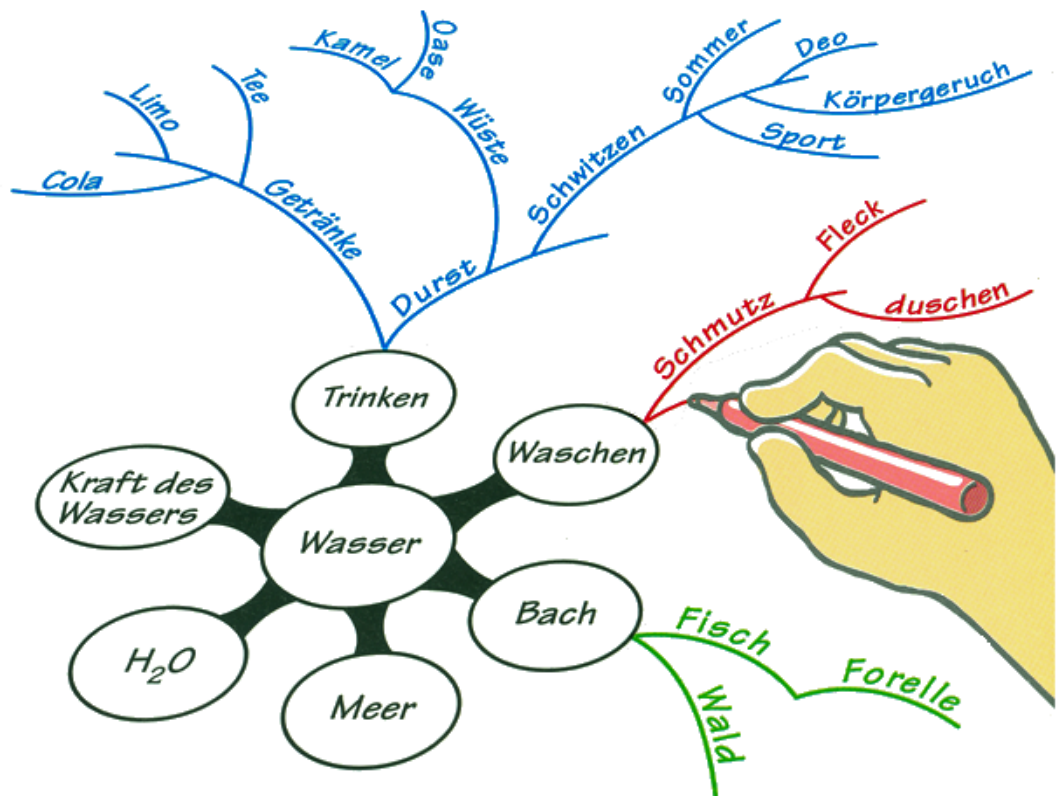 Oase
Kamel
Tee
Limo
Cola
Getränke
Wüste
Durst
Schwitzen
Sommer
Deo
Körpergeruch
Sport
Fleck
duschen
Schmutz
Trinken
Waschen
Kraft des
Wassers
Wasser
Bach
H₂O
Meer
Fisch
Forelle
Wald